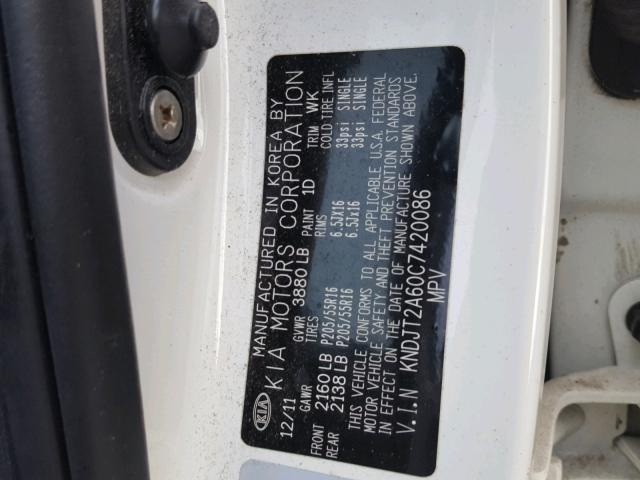 KIA
MANUFACTURED IN KOREA BY
KIA MOTORS CORPORATION
12/11 GVWR 3880 LB PAINT 1D TRIM WK
GAWR TIRES RIMS COLD TIRE INFL
FRONT 2160 LB P205/55R16 6.5JX16 33psi SINGLE
REAR 2138 LB P205/55R16 6.5JX16 33psi SINGLE
THIS VEHICLE CONFORMS TO ALL APPLICABLE U.S.A. FEDERAL
MOTOR VEHICLE SAFETY AND THEFT PREVENTION STANDARDS
IN EFFECT ON THE DATE OF MANUFACTURE SHOWN ABOVE.
V.I.N KNDJT2A60C7420086
MPV